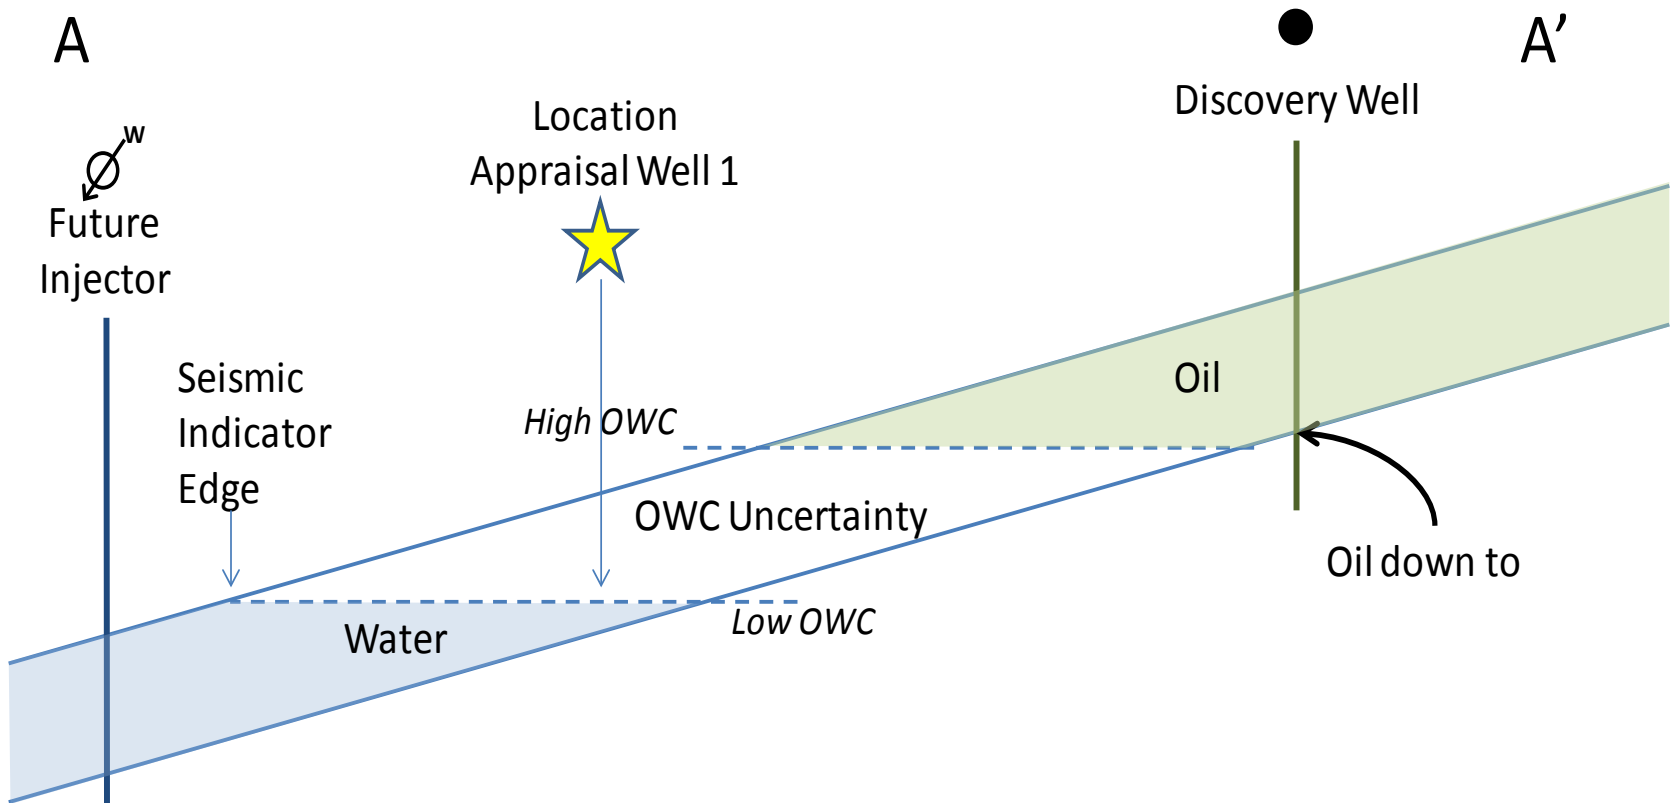 A
A’
Discovery Well
Location
Appraisal Well 1
W
Future
Injector
Seismic
Indicator
Edge
High OWC
Oil
OWC Uncertainty
Oil down to
Low OWC
Water